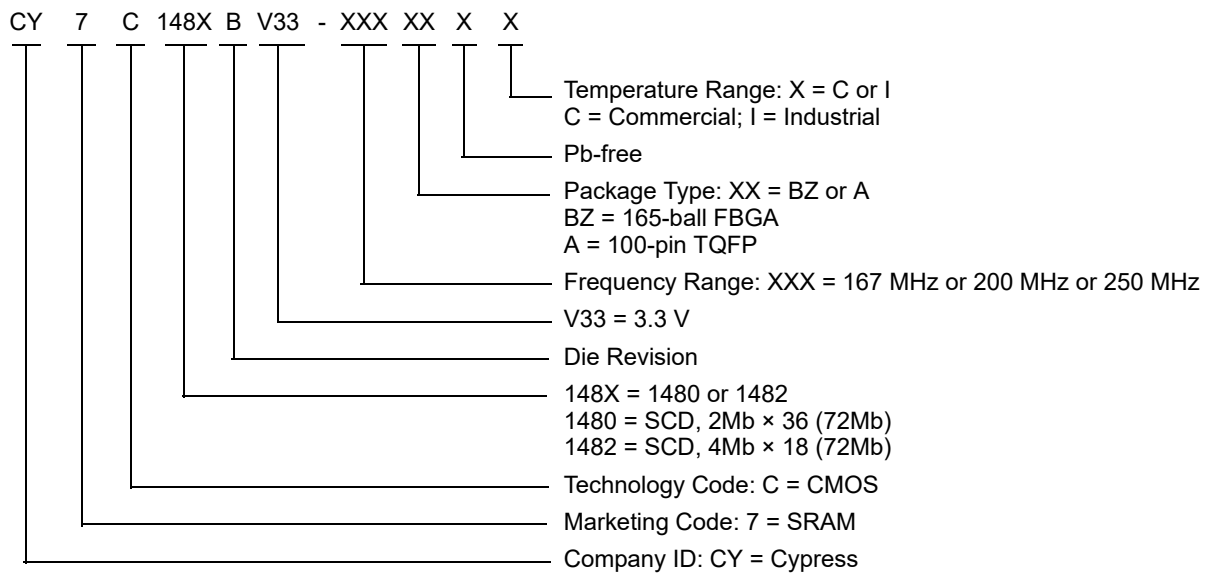 CY 7 C 148X B V33 - XXX XX X X
Temperature Range: X = C or I
C = Commercial; I = Industrial
Pb-free
Package Type: XX = BZ or A
BZ = 165-ball FBGA
A = 100-pin TQFP
Frequency Range: XXX = 167 MHz or 200 MHz or 250 MHz
V33 = 3.3 V
Die Revision
148X = 1480 or 1482
1480 = SCD, 2Mb × 36 (72Mb)
1482 = SCD, 4Mb × 18 (72Mb)
Technology Code: C = CMOS
Marketing Code: 7 = SRAM
Company ID: CY = Cypress